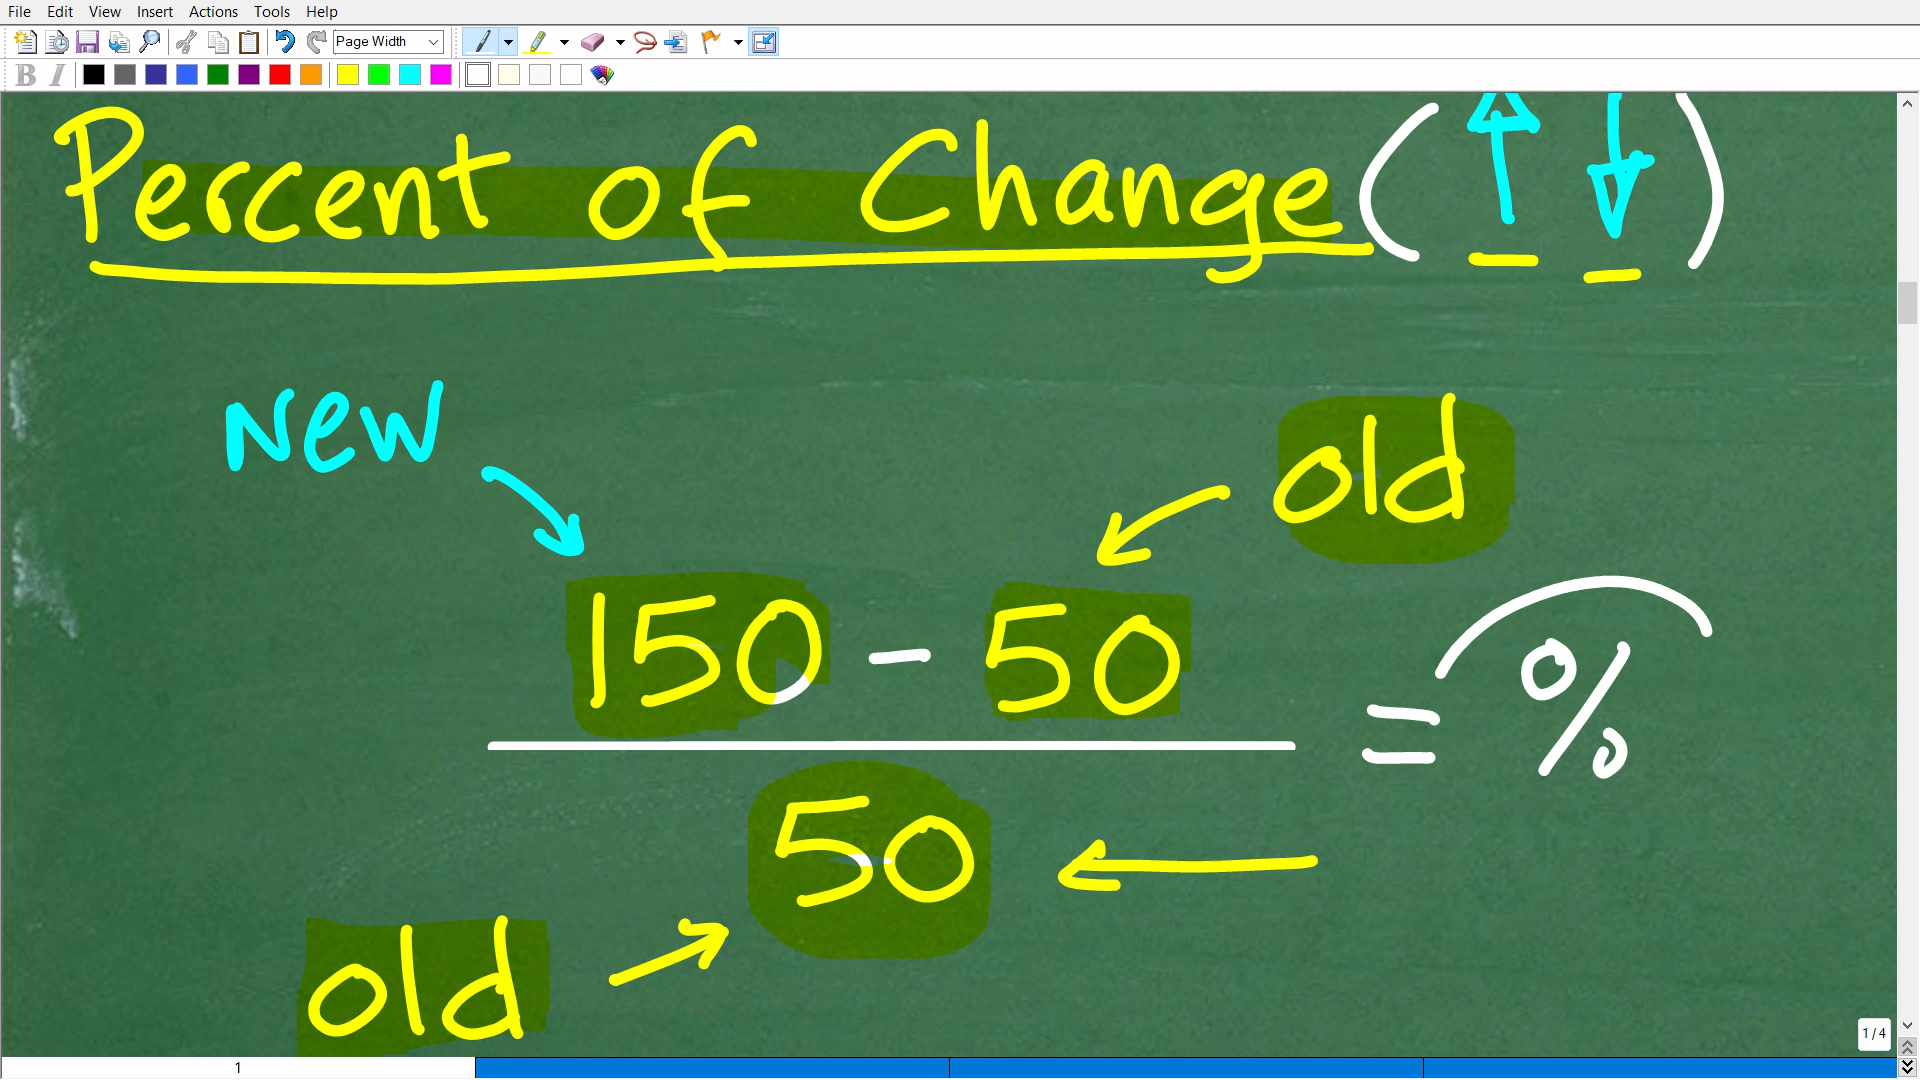 File Edit View Insert Actions Tools Help
Page Width
B I
Percent of Change ( )
New
old
150 - 50
= %
50
old
1 / 4
1